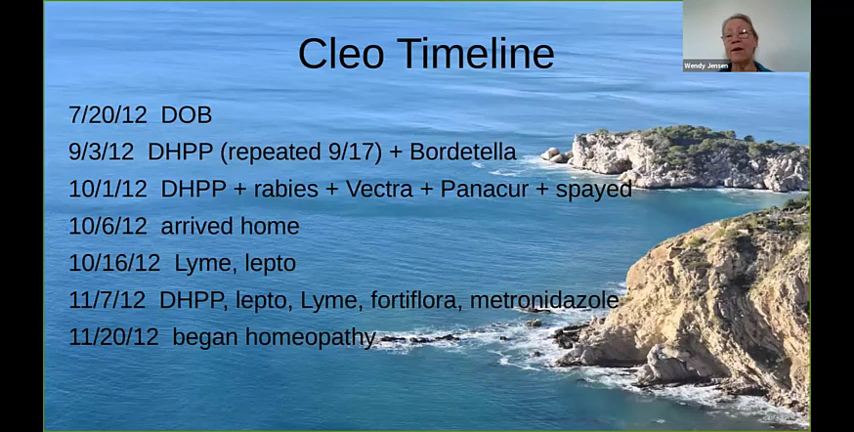 Cleo Timeline
Wendy Jensen
7/20/12 DOB
9/3/12 DHPP (repeated 9/17) + Bordetella
10/1/12 DHPP + rabies + Vectra + Panacur + spayed
10/6/12 arrived home
10/16/12 Lyme, lepto
11/7/12 DHPP, lepto, Lyme, fortiflora, metronidazole
11/20/12 began homeopathy